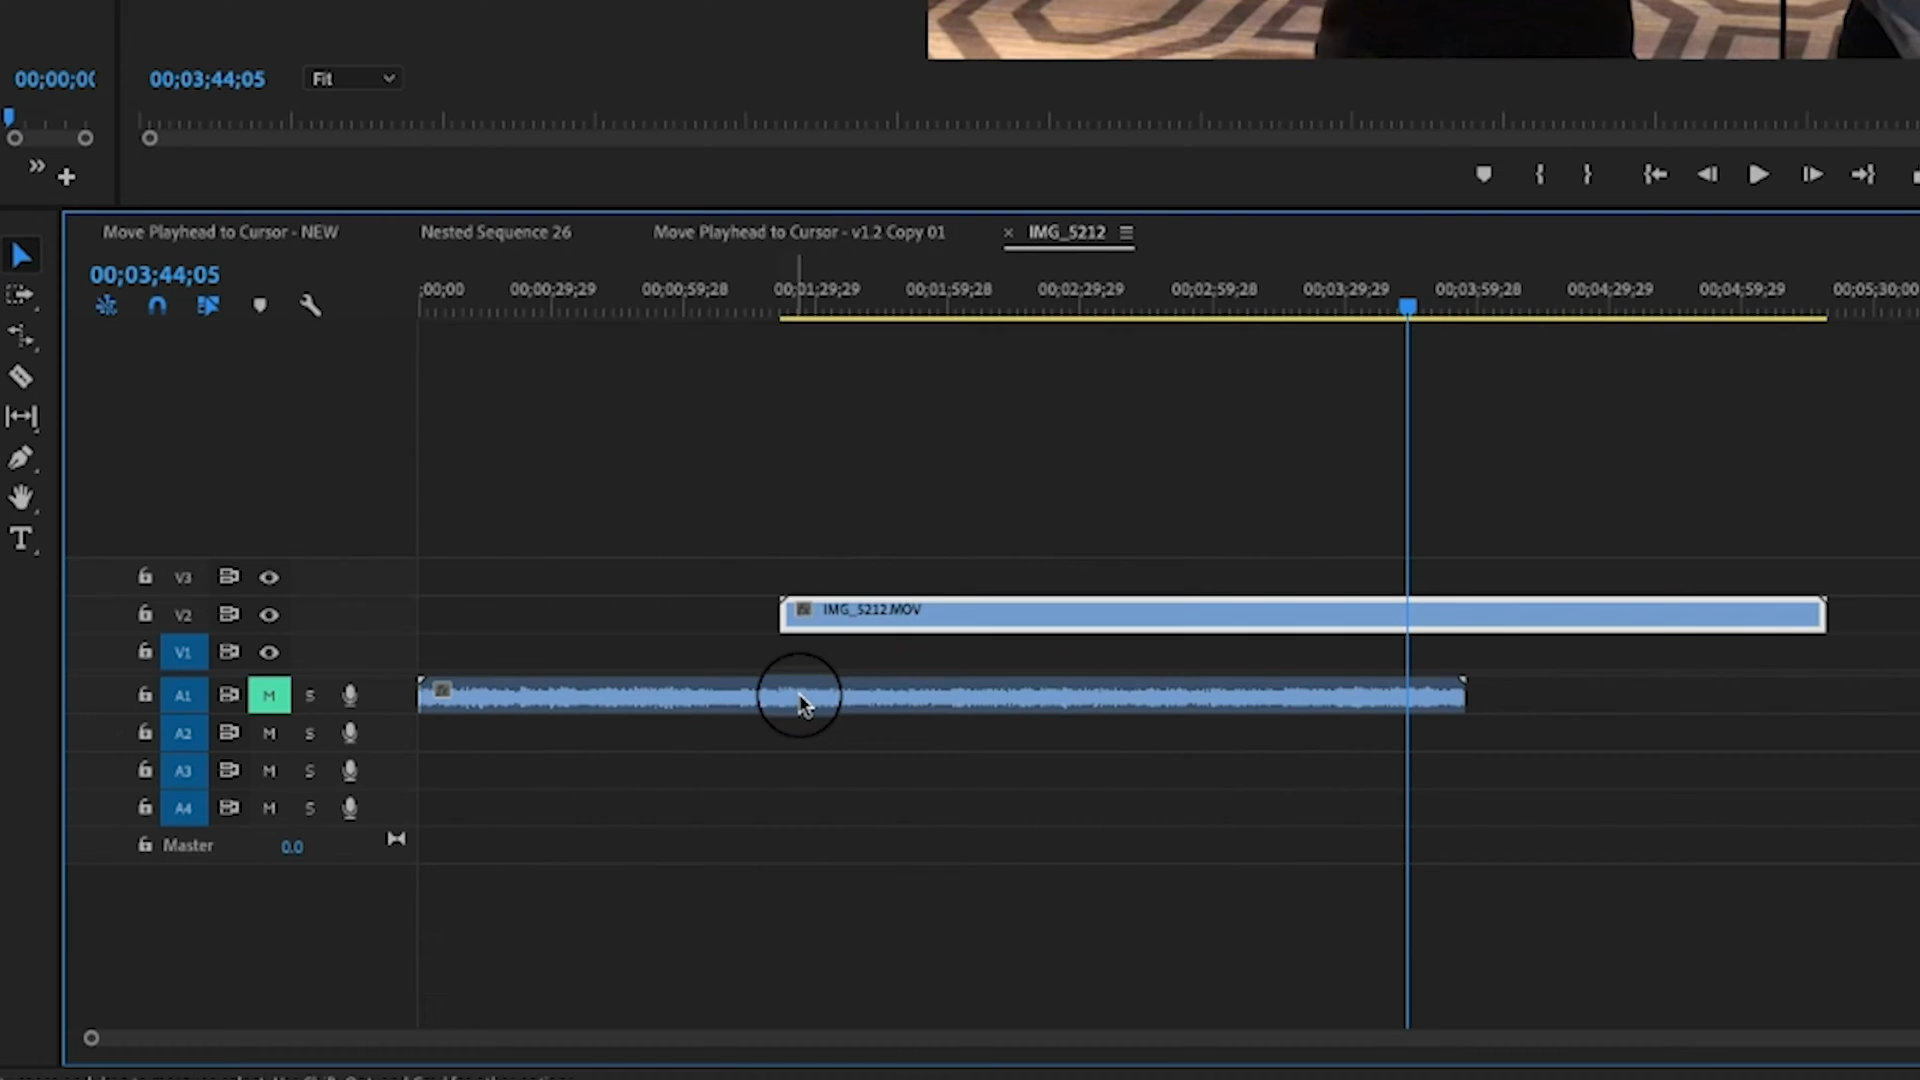 00;00;0(
00;03;44;05
Fit
Move Playhead to Cursor - NEW
Nested Sequence 26
Move Playhead to Cursor - v1.2 Copy 01
× IMG_5212
00;03;44;05
;00;00
00;00;29;29
00;00;59;28
00;01;29;29
00;01;59;28
00;02;29;29
00;02;59;28
00;03;29;29
00;03;59;28
00;04;29;29
00;04;59;29
00;05;30;00
T
V3
V2
fx IMG_5212.MOV
V1
A1 M S
fx
A2 M S
A3 M S
A4 M S
Master 0.0